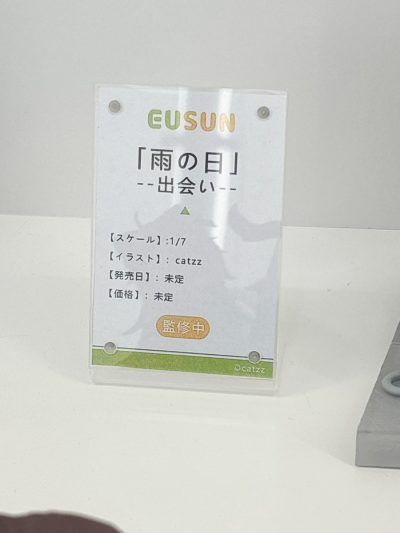 EUSUN
「雨の日」
--出会い--
【スケール】:1/7
【イラスト】: catzz
【発売日】: 未定
【価格】: 未定
監修中
©catzz